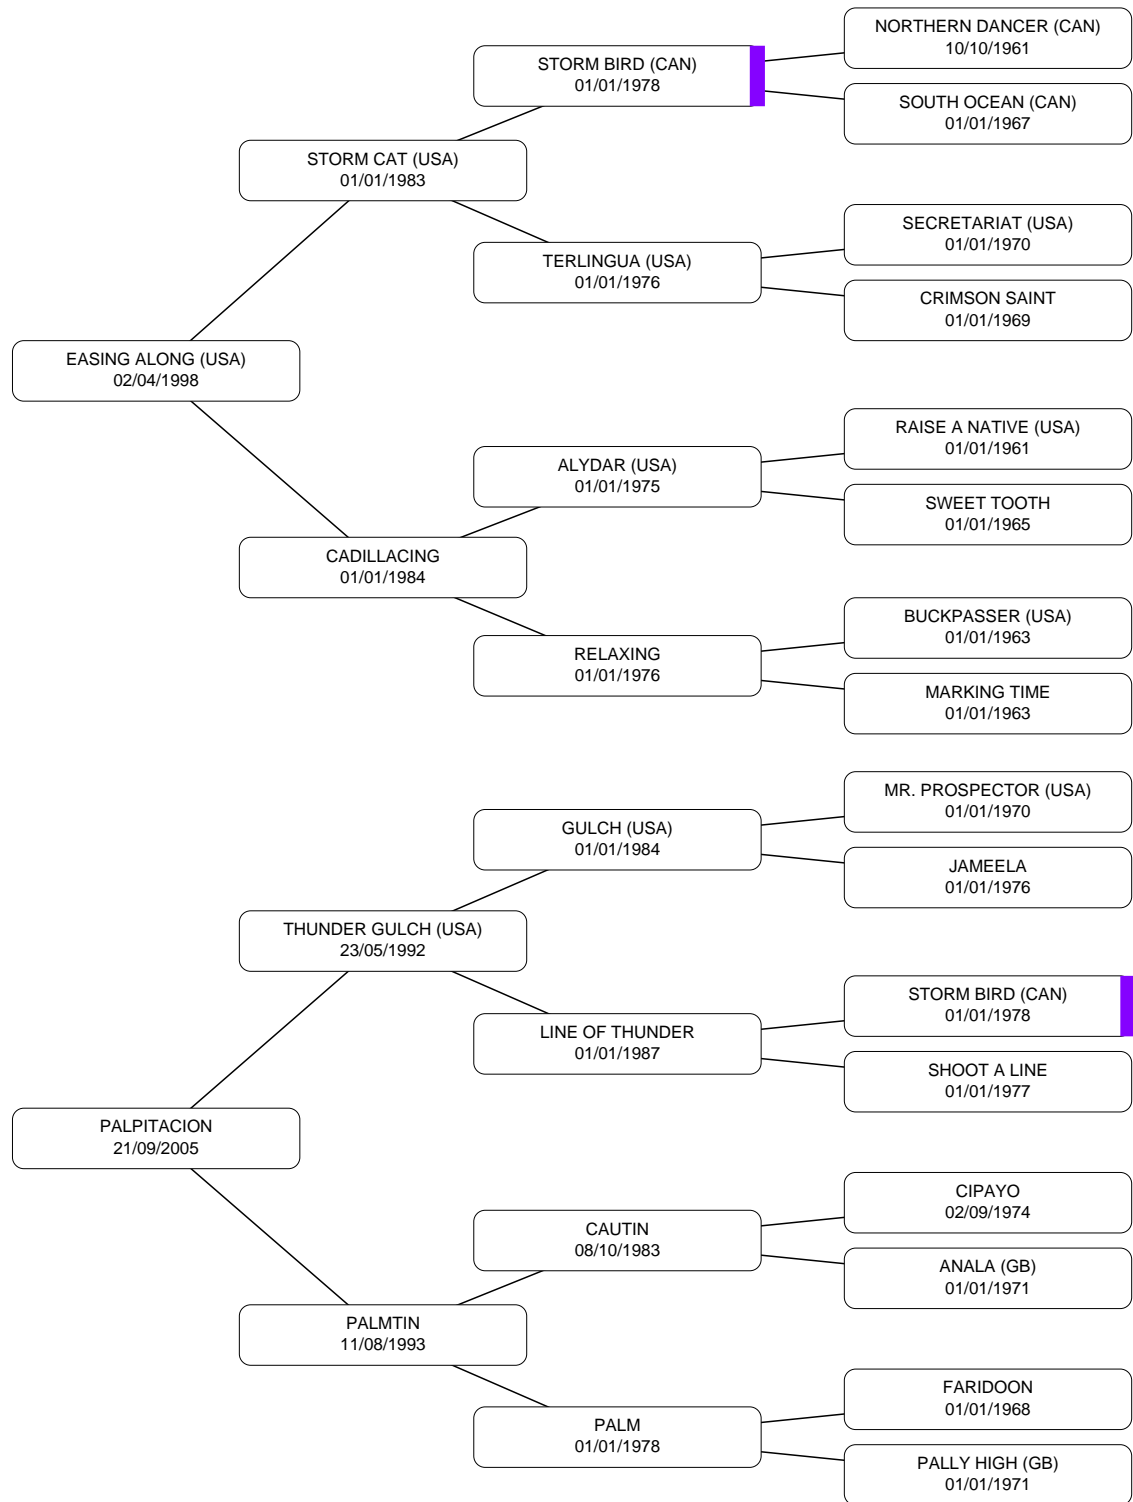 NORTHERN DANCER (CAN)
10/10/1961
STORM BIRD (CAN)
01/01/1978
SOUTH OCEAN (CAN)
01/01/1967
STORM CAT (USA)
01/01/1983
SECRETARIAT (USA)
01/01/1970
TERLINGUA (USA)
01/01/1976
CRIMSON SAINT
01/01/1969
EASING ALONG (USA)
02/04/1998
RAISE A NATIVE (USA)
01/01/1961
ALYDAR (USA)
01/01/1975
SWEET TOOTH
01/01/1965
CADILLACING
01/01/1984
BUCKPASSER (USA)
01/01/1963
RELAXING
01/01/1976
MARKING TIME
01/01/1963
MR. PROSPECTOR (USA)
01/01/1970
GULCH (USA)
01/01/1984
JAMEELA
01/01/1976
THUNDER GULCH (USA)
23/05/1992
STORM BIRD (CAN)
01/01/1978
LINE OF THUNDER
01/01/1987
SHOOT A LINE
01/01/1977
PALPITACION
21/09/2005
CIPAYO
02/09/1974
CAUTIN
08/10/1983
ANALA (GB)
01/01/1971
PALMTIN
11/08/1993
FARIDOON
01/01/1968
PALM
01/01/1978
PALLY HIGH (GB)
01/01/1971